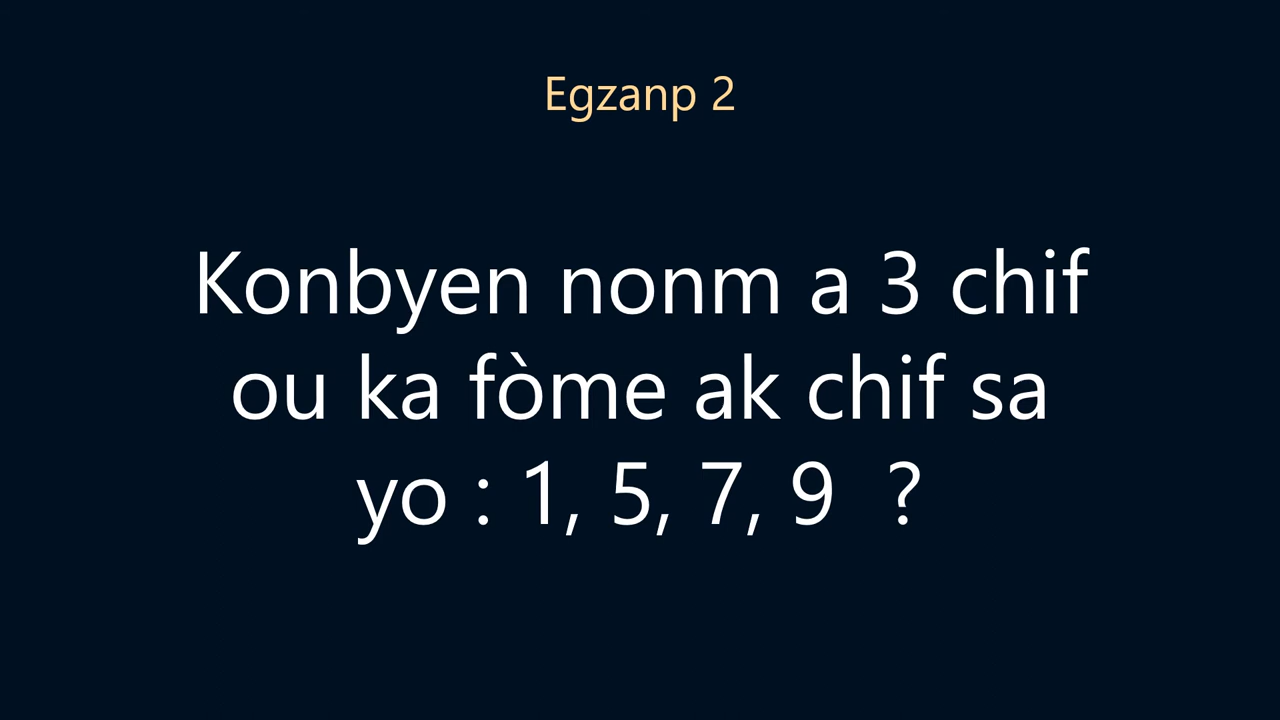 Egzanp 2
Konbyen nonm a 3 chif
ou ka fòme ak chif sa
yo : 1, 5, 7, 9 ?